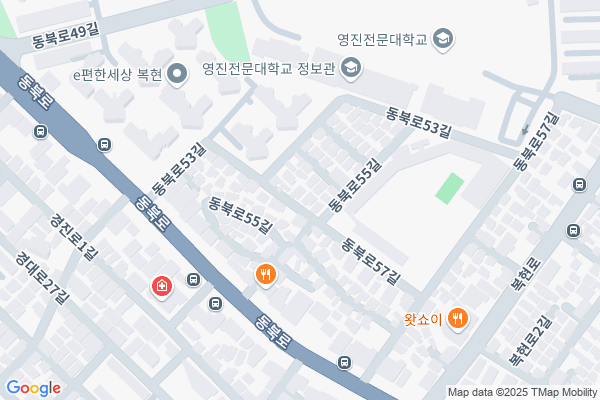 동북로49길
영진전문대학교
e편한세상 복현
영진전문대학교 정보관
동북로
동북로53길
동북로57길
동북로53길
동북로55길
동북로
동북로55길
경진로1길
동북로57길
경대로27길
복현로
왓쇼이
동북로
복현로2길
Google
Map data ©2025 TMap Mobility